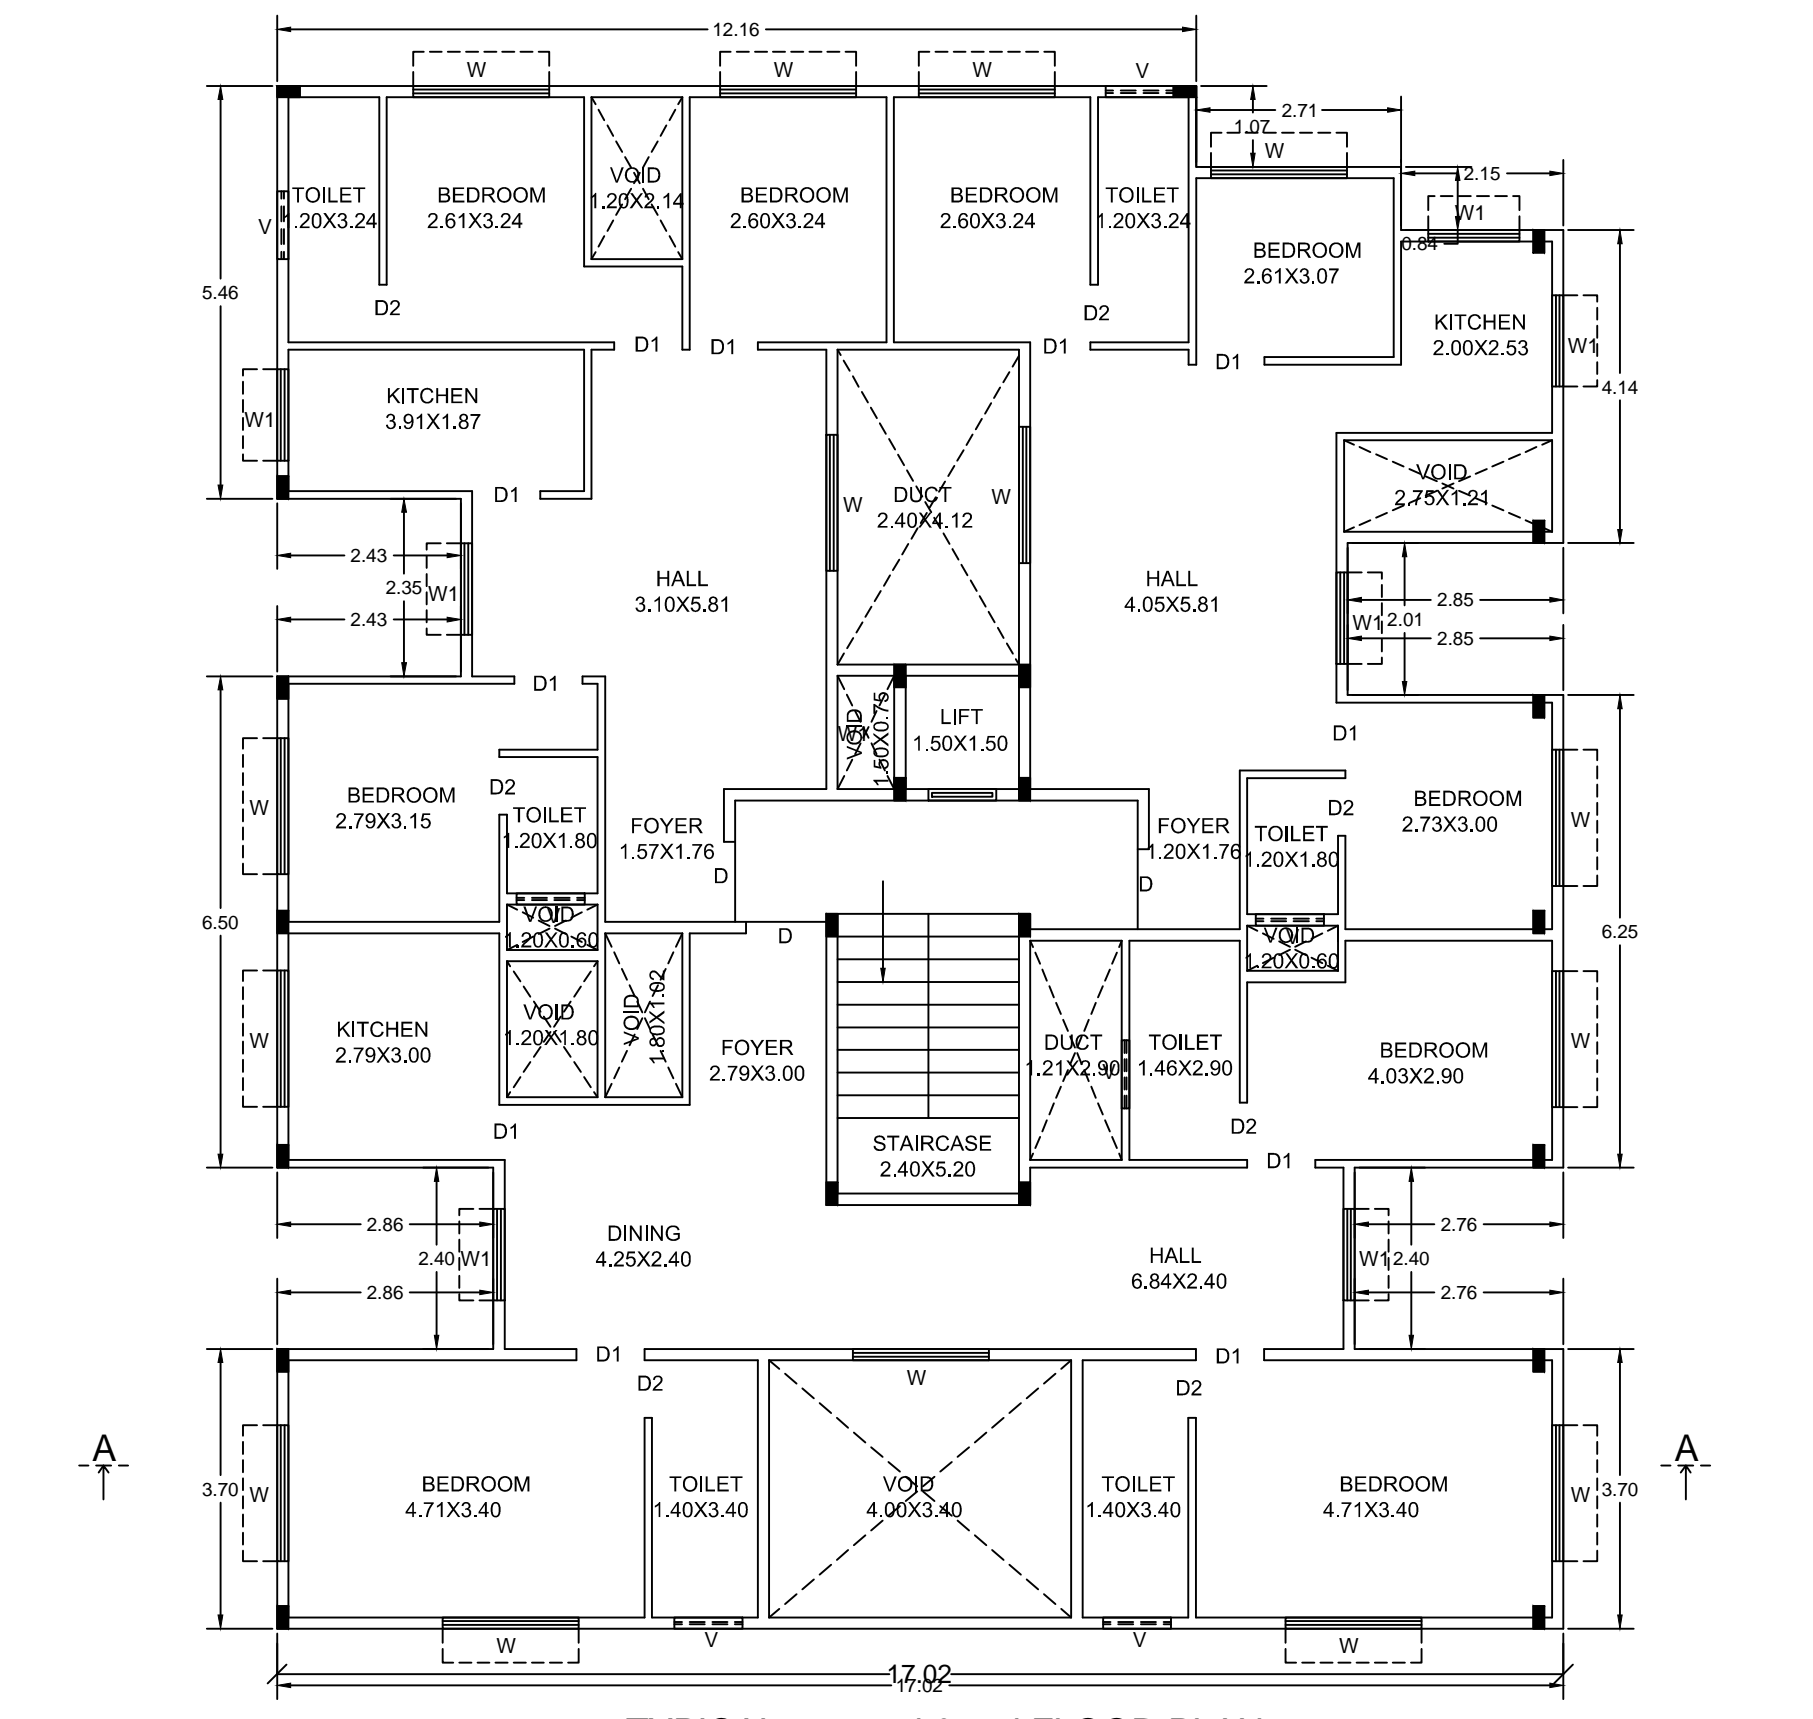 12.16
W
W
W
V
2.71
1.07
W
2.15
W1
0.84
TOILET
1.20X3.24
V
BEDROOM
2.61X3.24
VOID
1.20X2.14
BEDROOM
2.60X3.24
BEDROOM
2.60X3.24
TOILET
1.20X3.24
BEDROOM
2.61X3.07
5.46
D2
D2
KITCHEN
2.00X2.53
W1
D1
D1
D1
D1
4.14
KITCHEN
3.91X1.87
W1
VOID
2.75X1.21
D1
W
DUCT
2.40X4.12
W
2.43
2.35
W1
2.43
HALL
3.10X5.81
HALL
4.05X5.81
2.85
W1
2.01
2.85
D1
VOID
1.50X0.75
W1
LIFT
1.50X1.50
D1
BEDROOM
2.79X3.15
W
D2
TOILET
1.20X1.80
FOYER
1.57X1.76
D
FOYER
1.20X1.76
D
TOILET
1.20X1.80
D2
BEDROOM
2.73X3.00
W
6.50
VOID
1.20X0.60
D
VOID
1.20X0.60
6.25
KITCHEN
2.79X3.00
W
VOID
1.20X1.80
VOID
1.80X1.02
FOYER
2.79X3.00
DUCT
1.21X2.90
V
TOILET
1.46X2.90
BEDROOM
4.03X2.90
W
D1
D2
STAIRCASE
2.40X5.20
D1
2.86
2.40
W1
2.86
DINING
4.25X2.40
HALL
6.84X2.40
2.76
W1
2.40
2.76
D1
D2
W
D1
D2
A
3.70
W
BEDROOM
4.71X3.40
TOILET
1.40X3.40
VOID
4.00X3.40
TOILET
1.40X3.40
BEDROOM
4.71X3.40
W
3.70
A
W
V
V
W
17.02
17.02